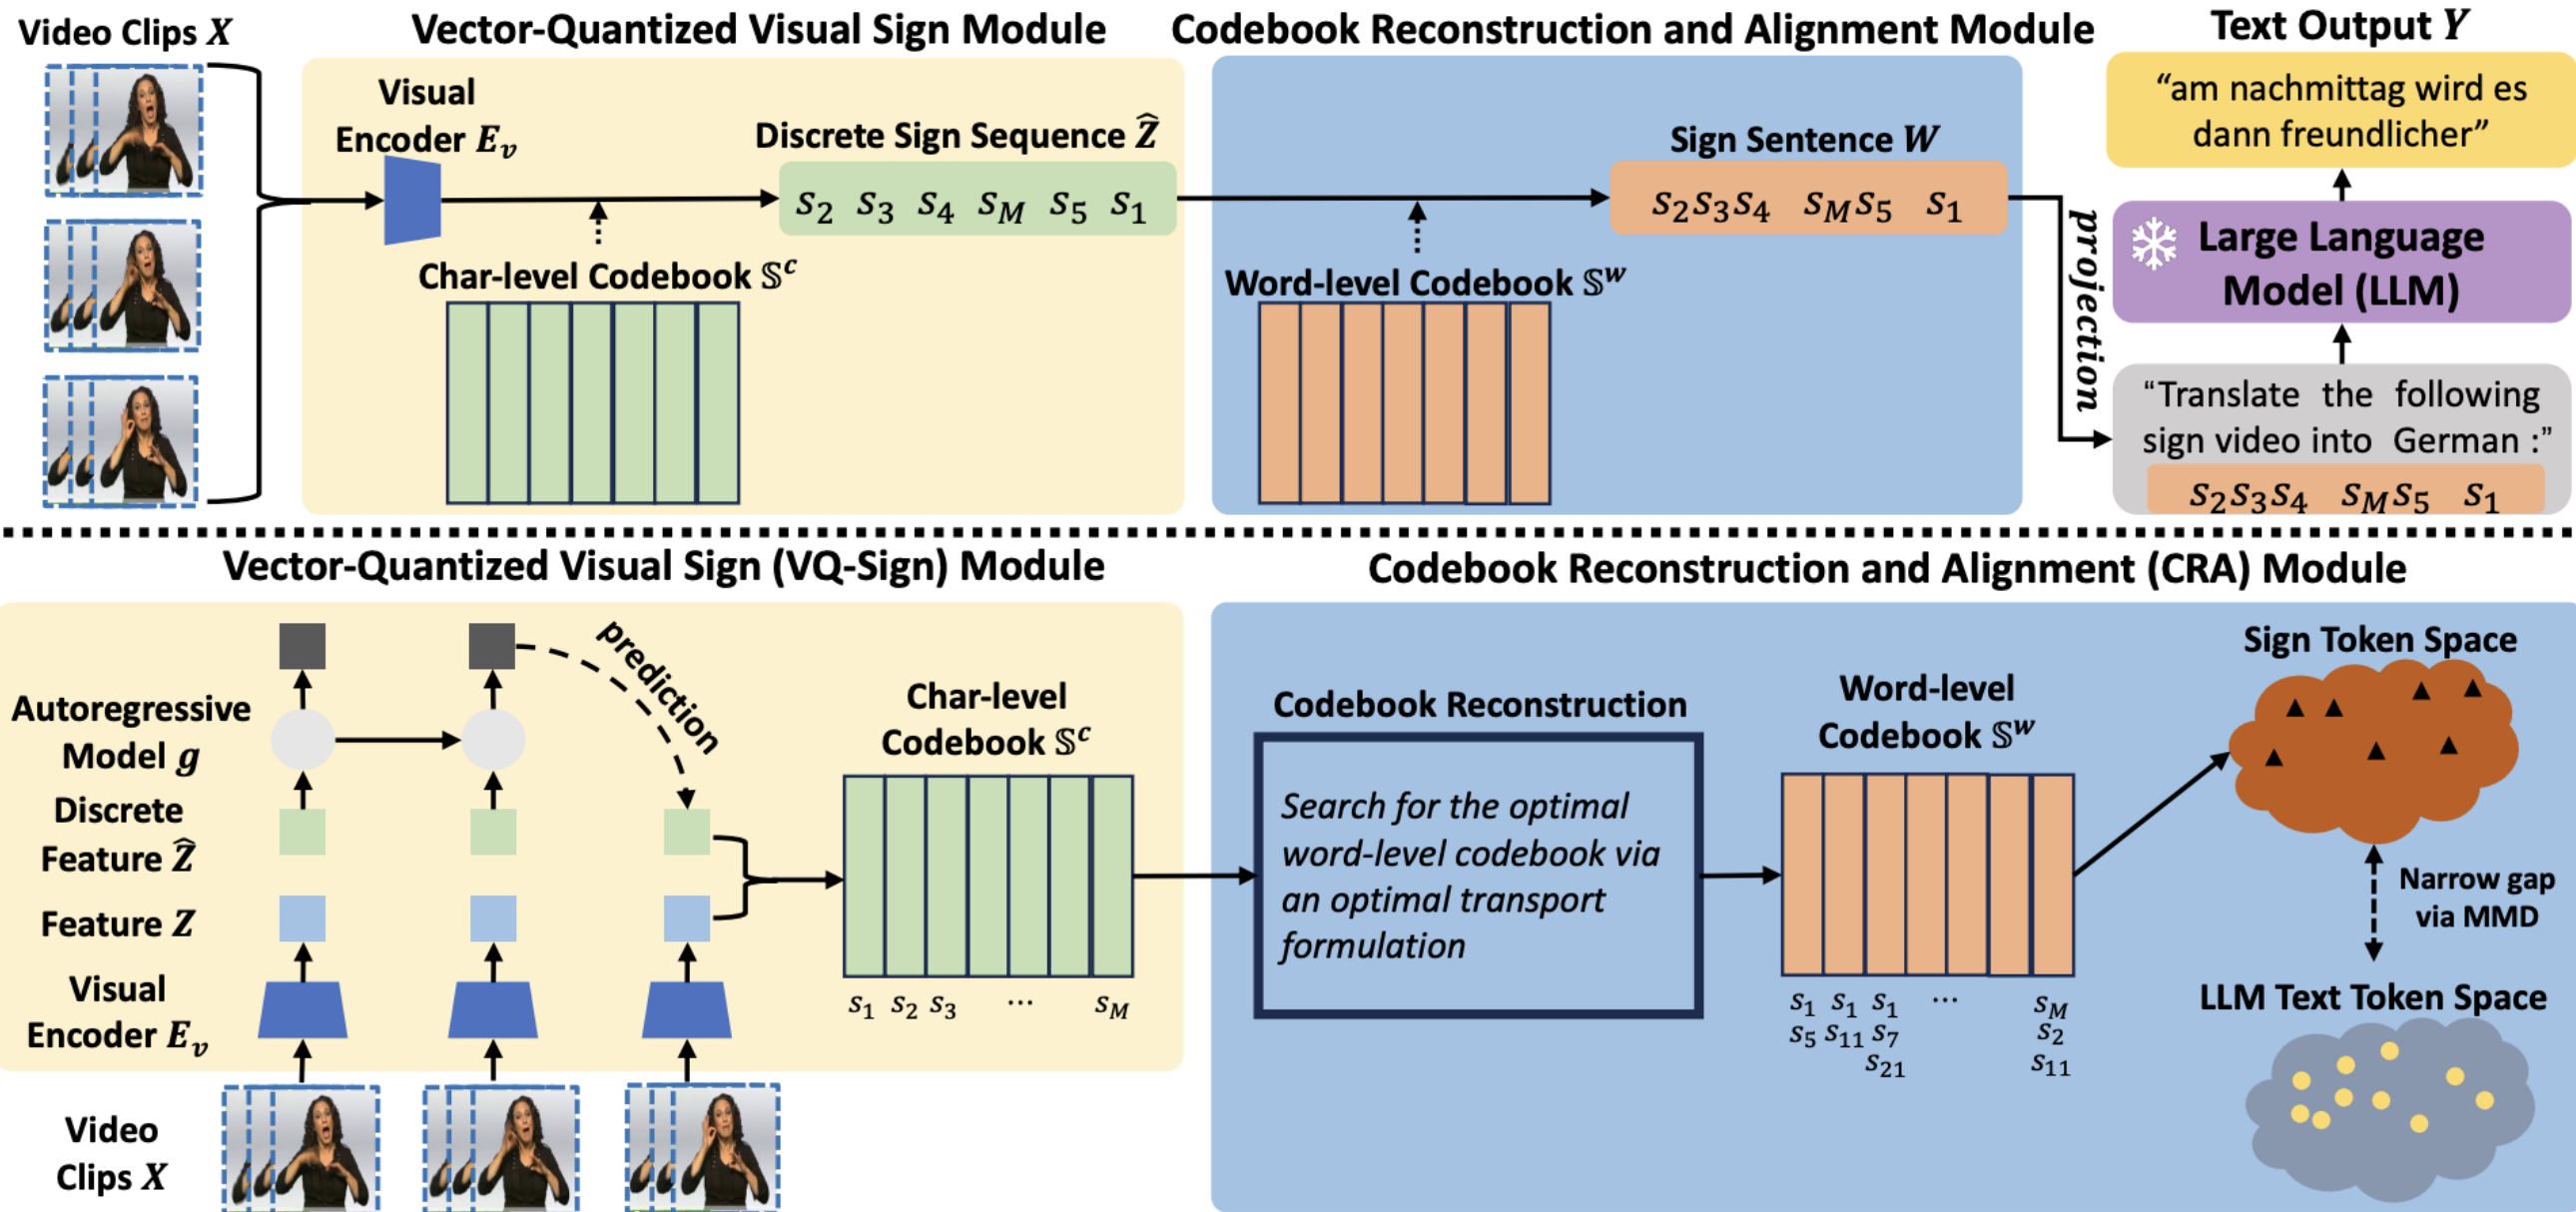 Video Clips X
Vector-Quantized Visual Sign Module
Codebook Reconstruction and Alignment Module
Text Output Y
Visual
Encoder E_v
Discrete Sign Sequence Ẑ
s_2 s_3 s_4 s_M s_5 s_1
Char-level Codebook 𝕊^c
Sign Sentence W
s_2s_3s_4 s_Ms_5 s_1
Word-level Codebook 𝕊^w
projection
“am nachmittag wird es
dann freundlicher”
Large Language
Model (LLM)
“Translate the following
sign video into German :”
s_2s_3s_4 s_Ms_5 s_1
Vector-Quantized Visual Sign (VQ-Sign) Module
Codebook Reconstruction and Alignment (CRA) Module
prediction
Autoregressive
Model g
Discrete
Feature Ẑ
Feature Z
Visual
Encoder E_v
Video
Clips X
Char-level
Codebook 𝕊^c
s_1 s_2 s_3 ... s_M
Codebook Reconstruction
Search for the optimal
word-level codebook via
an optimal transport
formulation
Word-level
Codebook 𝕊^w
s_1 s_1 s_1 ... s_M
s_5 s_11 s_7 s_2
s_21 s_11
Sign Token Space
Narrow gap
via MMD
LLM Text Token Space